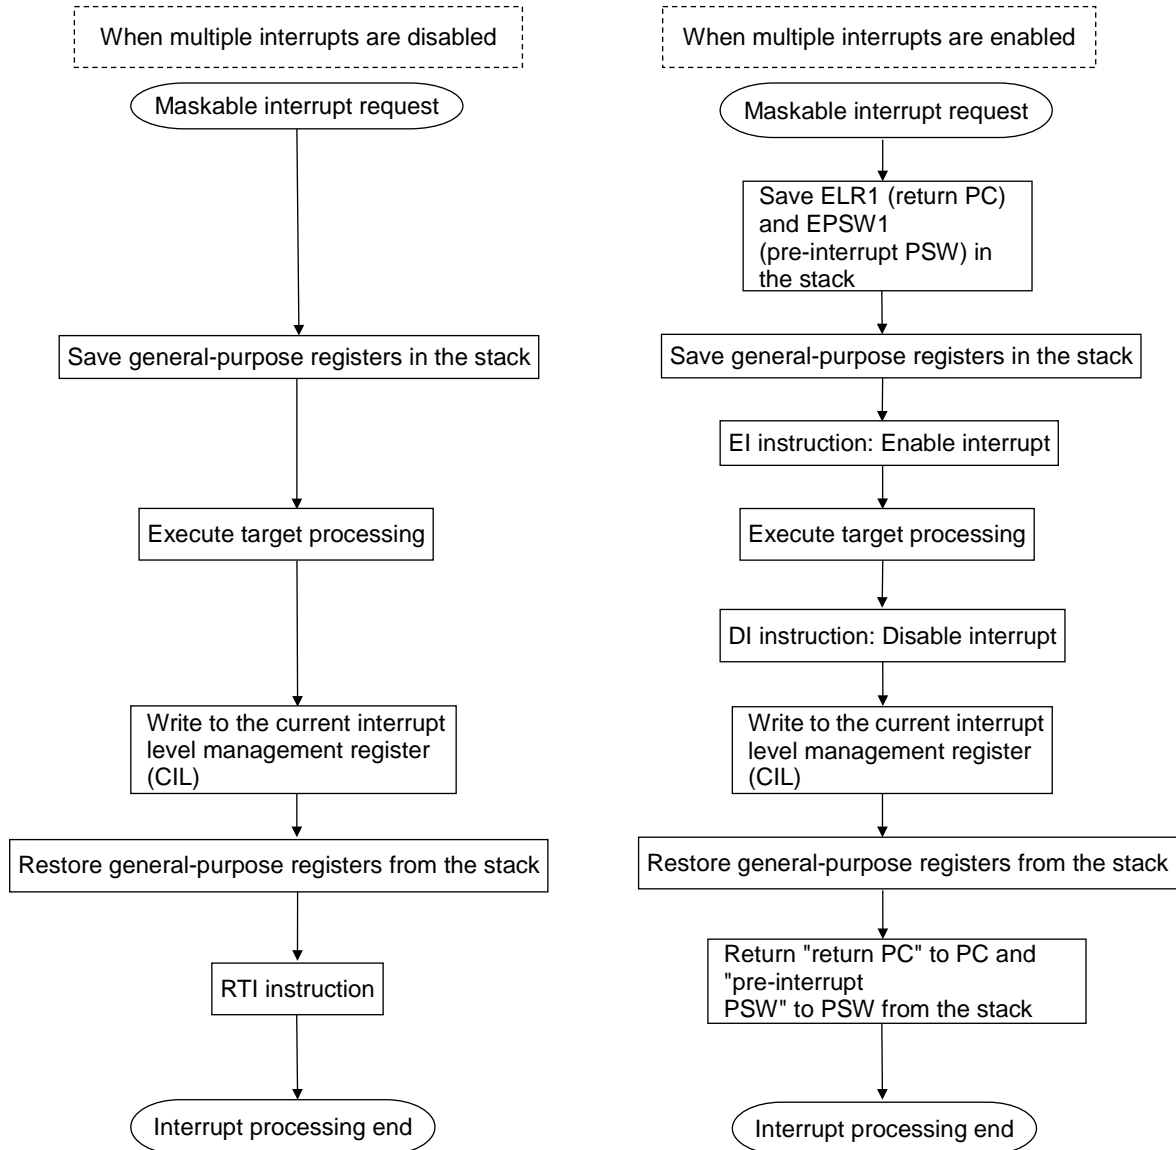 When multiple interrupts are disabled
Maskable interrupt request
Save general-purpose registers in the stack
Execute target processing
Write to the current interrupt
level management register
(CIL)
Restore general-purpose registers from the stack
RTI instruction
Interrupt processing end
When multiple interrupts are enabled
Maskable interrupt request
Save ELR1 (return PC)
and EPSW1
(pre-interrupt PSW) in
the stack
Save general-purpose registers in the stack
EI instruction: Enable interrupt
Execute target processing
DI instruction: Disable interrupt
Write to the current interrupt
level management register
(CIL)
Restore general-purpose registers from the stack
Return "return PC" to PC and
"pre-interrupt
PSW" to PSW from the stack
Interrupt processing end